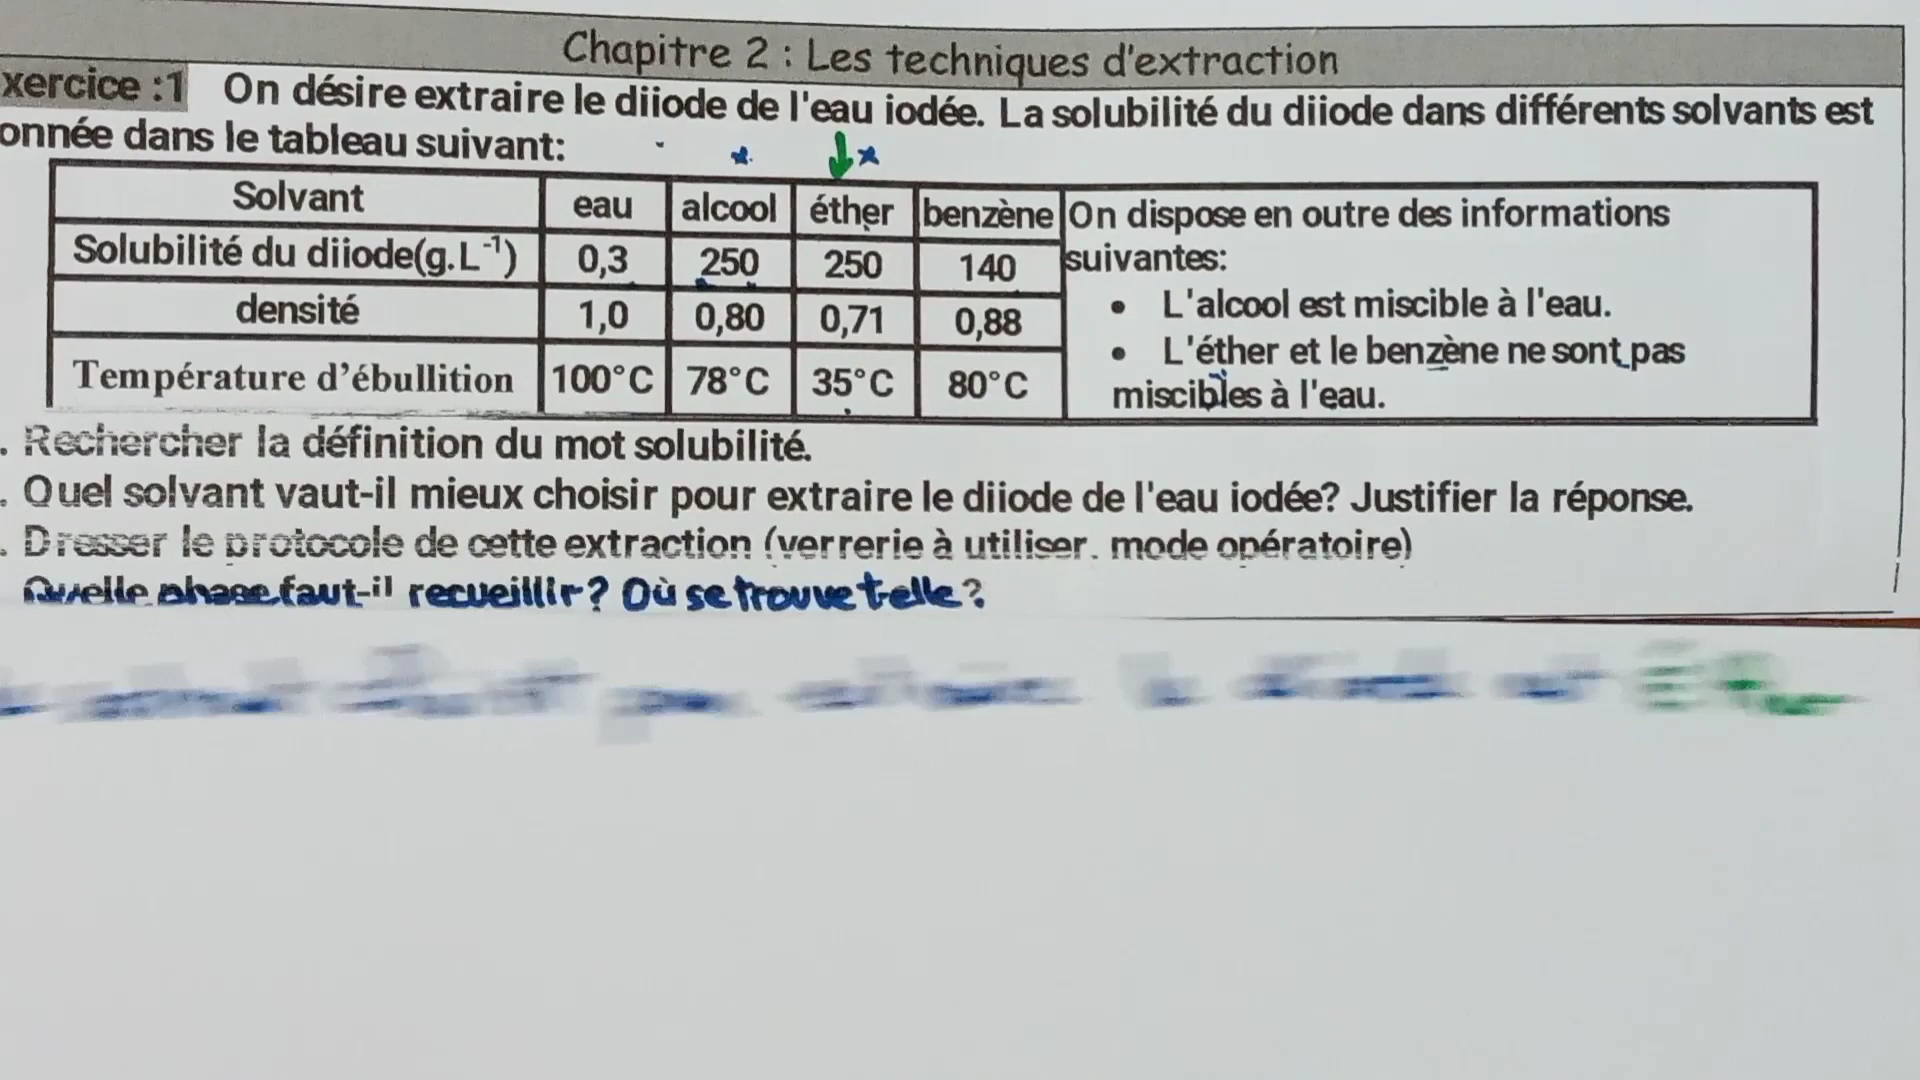 Chapitre 2 : Les techniques d'extraction
xercice :1 On désire extraire le diiode de l'eau iodée. La solubilité du diiode dans différents solvants est
onnée dans le tableau suivant:
Solvant eau alcool éther benzène
Solubilité du diiode(g.L⁻¹) 0,3 250 250 140
densité 1,0 0,80 0,71 0,88
Température d'ébullition 100°C 78°C 35°C 80°C
On dispose en outre des informations
suivantes:
• L'alcool est miscible à l'eau.
• L'éther et le benzène ne sont pas
miscibles à l'eau.
. Rechercher la définition du mot solubilité.
. Quel solvant vaut-il mieux choisir pour extraire le diiode de l'eau iodée? Justifier la réponse.
. Dresser le protocole de cette extraction (verrerie à utiliser. mode opératoire)
Quelle phase faut-il recueillir? Où se trouve t-elle?